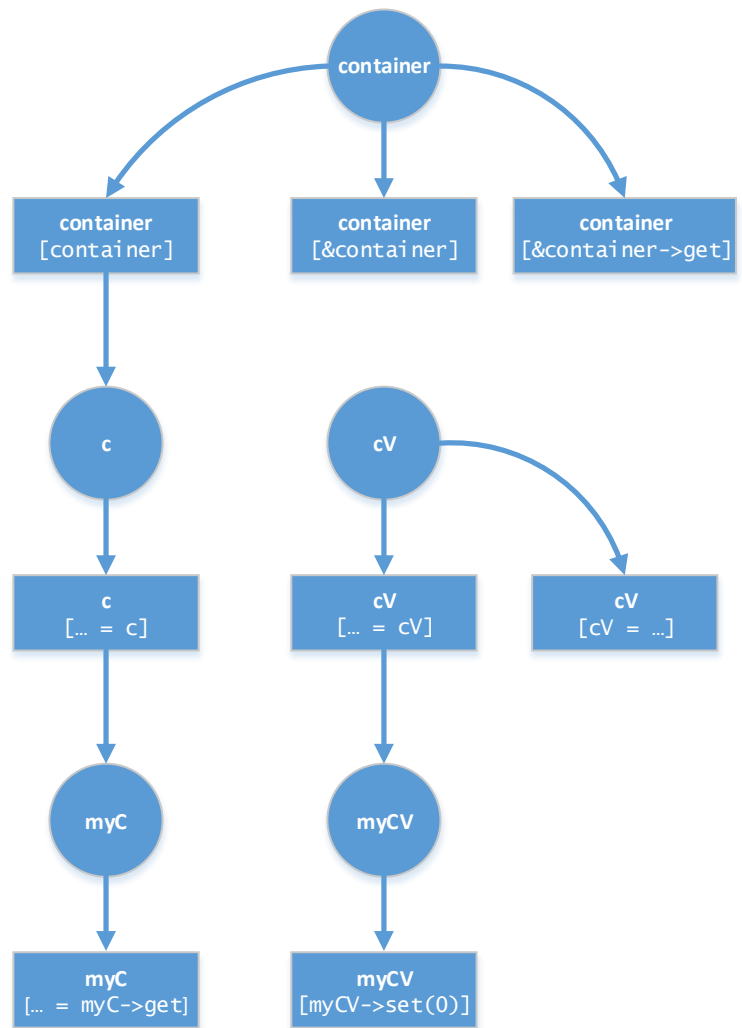 container
container
[container]
container
[&container]
container
[&container->get]
c
cV
c
[… = c]
cV
[… = cV]
cV
[cV = …]
myC
myCV
myC
[… = myC->get]
myCV
[myCV->set(0)]